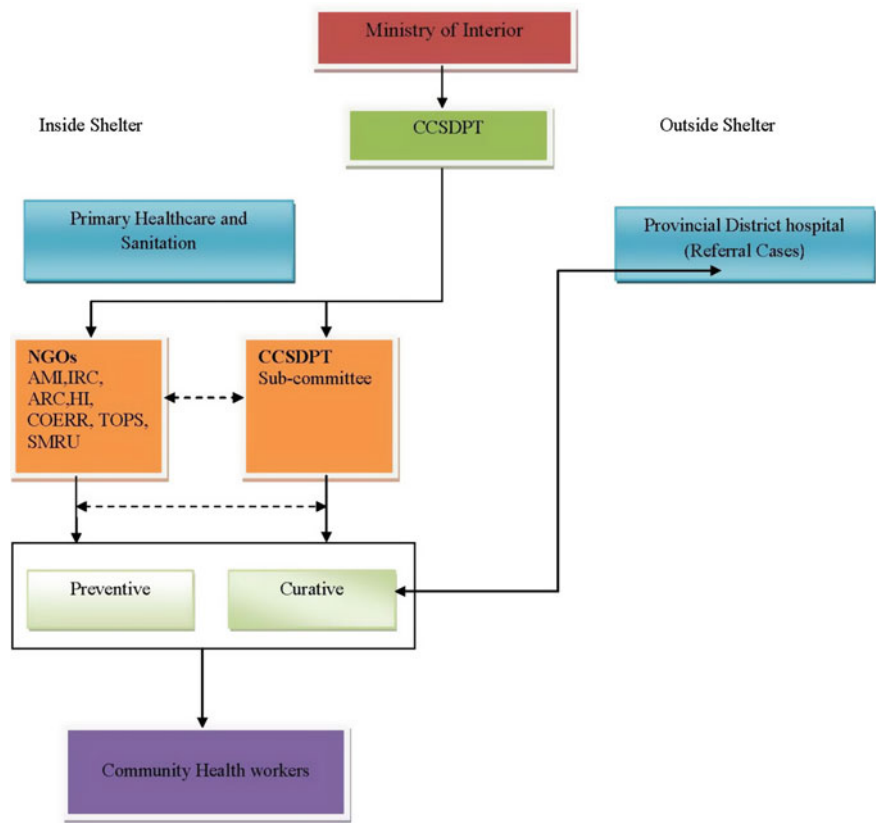 Ministry of Interior
Inside Shelter
CCSDPT
Outside Shelter
Primary Healthcare and
Sanitation
Provincial District hospital
(Referral Cases)
NGOs
AMI,IRC,
ARC,HI,
COERR, TOPS,
SMRU
CCSDPT
Sub-committee
Preventive
Curative
Community Health workers